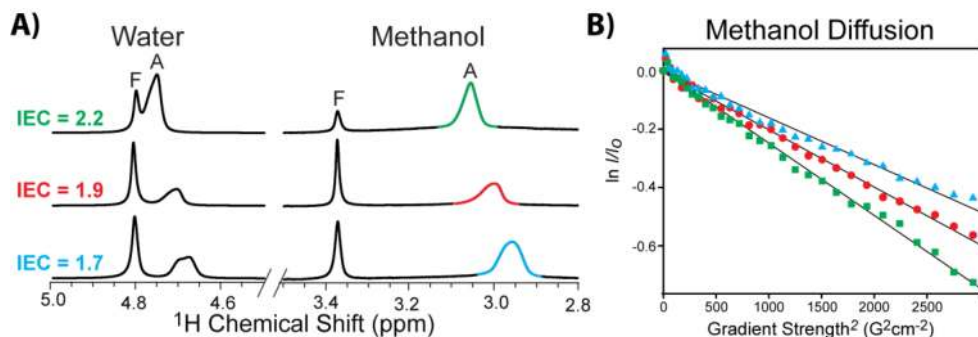 A)
Water
Methanol
F
A
F
A
IEC = 2.2
IEC = 1.9
IEC = 1.7
5.0 4.8 4.6 3.4 3.2 3.0 2.8
¹H Chemical Shift (ppm)
B)
Methanol Diffusion
ln I/Io
0.0
-0.2
-0.4
-0.6
0 500 1000 1500 2000 2500
Gradient Strength² (G²cm⁻²)